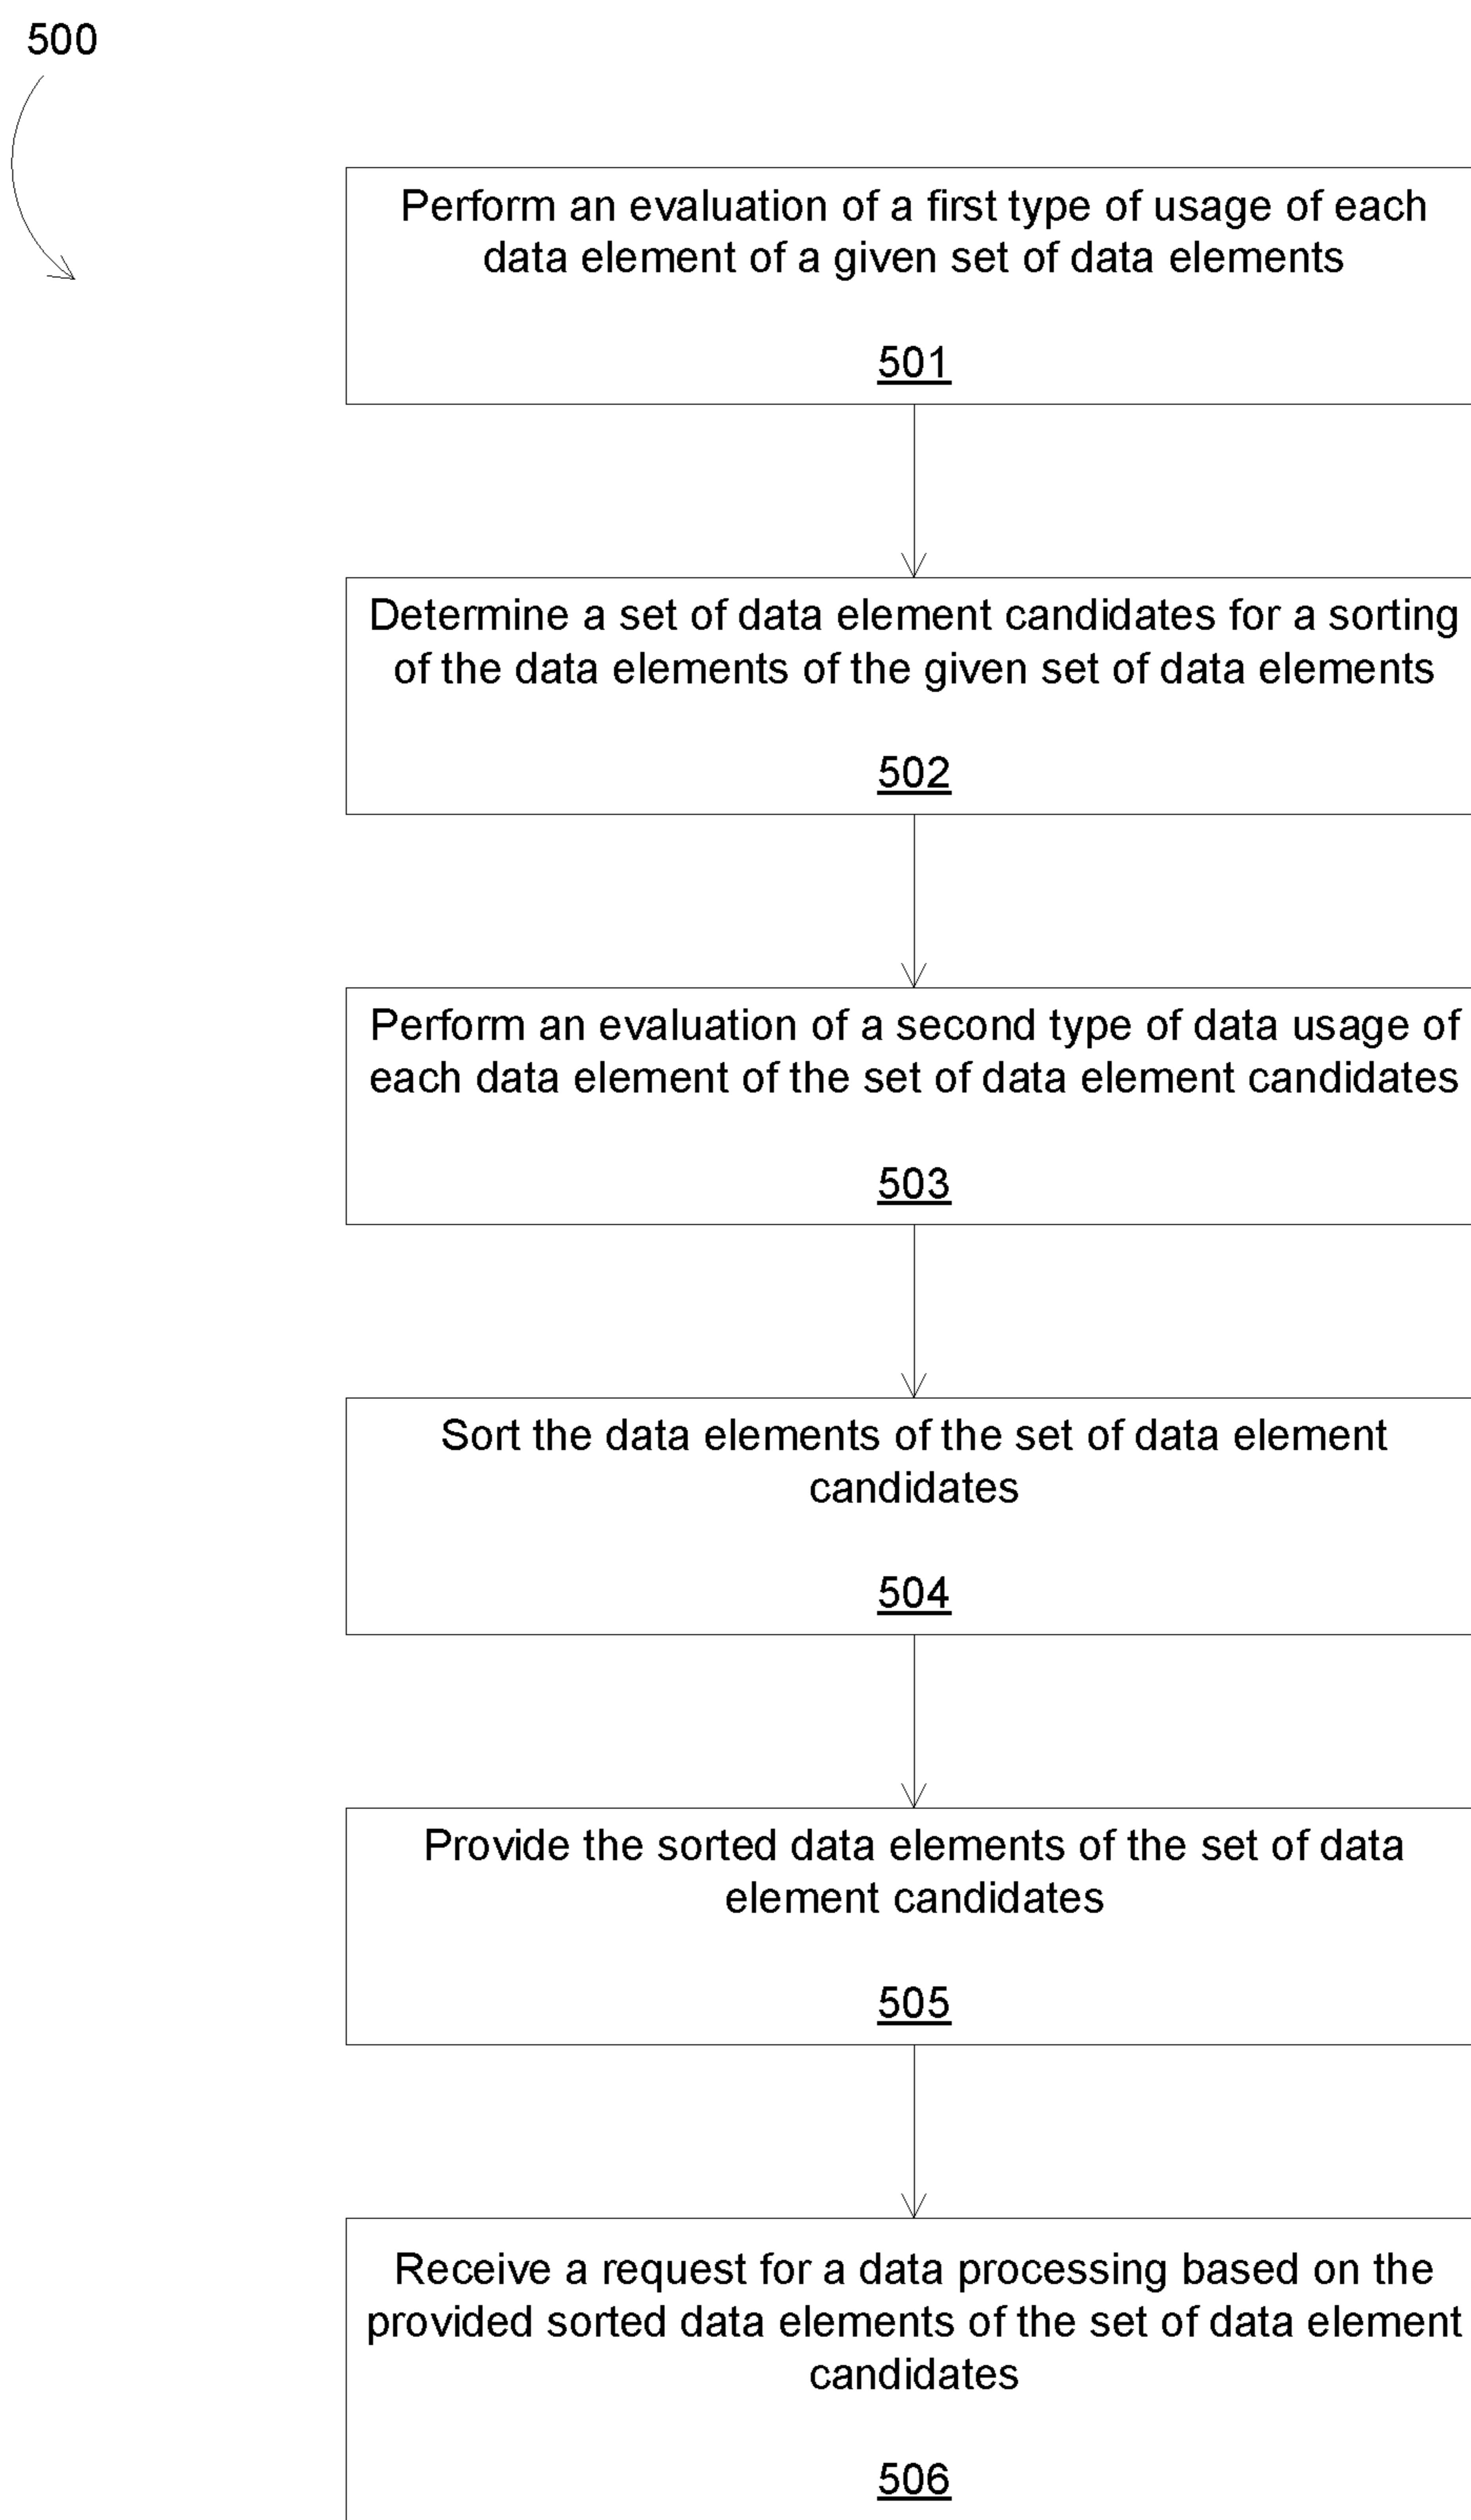 500
Perform an evaluation of a first type of usage of each
data element of a given set of data elements
501
Determine a set of data element candidates for a sorting
of the data elements of the given set of data elements
502
Perform an evaluation of a second type of data usage of
each data element of the set of data element candidates
503
Sort the data elements of the set of data element
candidates
504
Provide the sorted data elements of the set of data
element candidates
505
Receive a request for a data processing based on the
provided sorted data elements of the set of data element
candidates
506